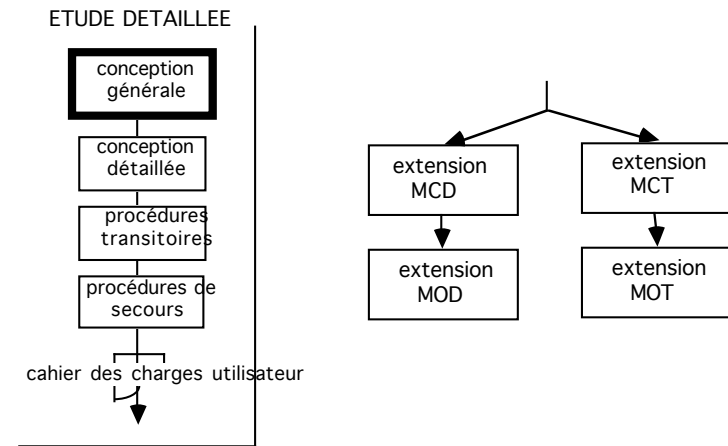 ETUDE DETAILLEE
conception
générale
conception
détaillée
procédures
transitoires
procédures de
secours
cahier des charges utilisateur
extension
MCD
extension
MOD
extension
MCT
extension
MOT